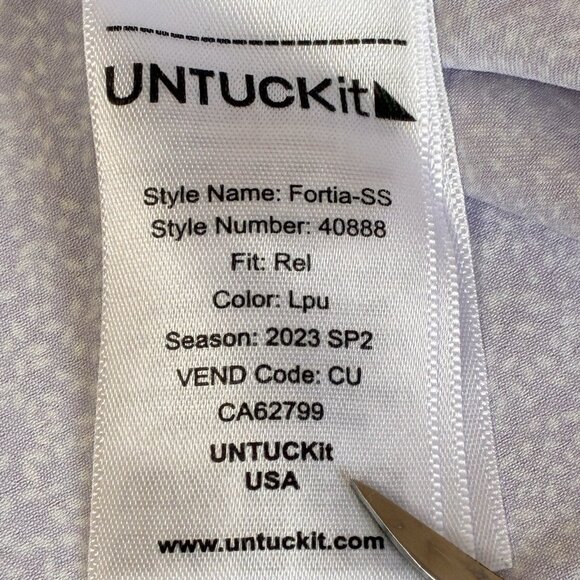 UNTUCKit
Style Name: Fortia-SS
Style Number: 40888
Fit: Rel
Color: Lpu
Season: 2023 SP2
VEND Code: CU
CA62799
UNTUCKit
USA
www.untuckit.com